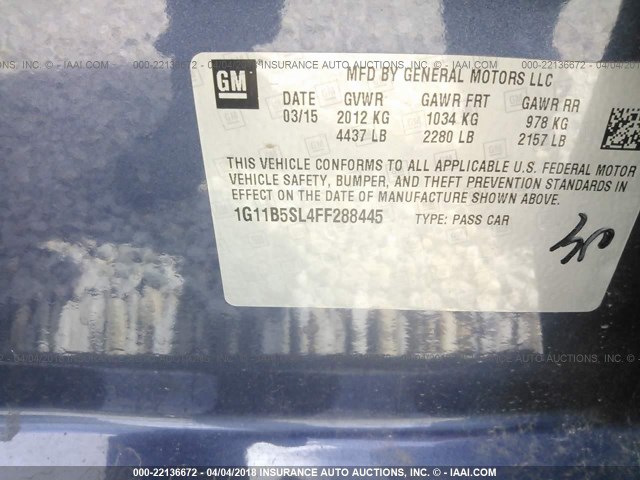 000-22136672 - 04/04/2018 INSURANCE AUTO AUCTIONS, INC. - IAAI.COM
GM
MFD BY GENERAL MOTORS LLC
DATE GVWR GAWR FRT GAWR RR
03/15 2012 KG 1034 KG 978 KG
4437 LB 2280 LB 2157 LB
THIS VEHICLE CONFORMS TO ALL APPLICABLE U.S. FEDERAL MOTOR
VEHICLE SAFETY, BUMPER, AND THEFT PREVENTION STANDARDS IN
EFFECT ON THE DATE OF MANUFACTURE SHOWN ABOVE.
1G11B5SL4FF288445 TYPE: PASS CAR
000-22136672 - 04/04/2018 INSURANCE AUTO AUCTIONS, INC. - IAAI.COM